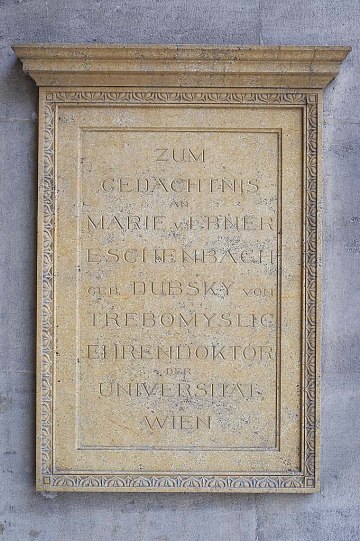 ZUM
GEDÄCHTNIS
AN
MARIE V. EBNER
ESCHENBACH
GEB. DUBSKY VON
TREBOMYSLIC
EHRENDOKTOR
DER
UNIVERSITÄT
WIEN